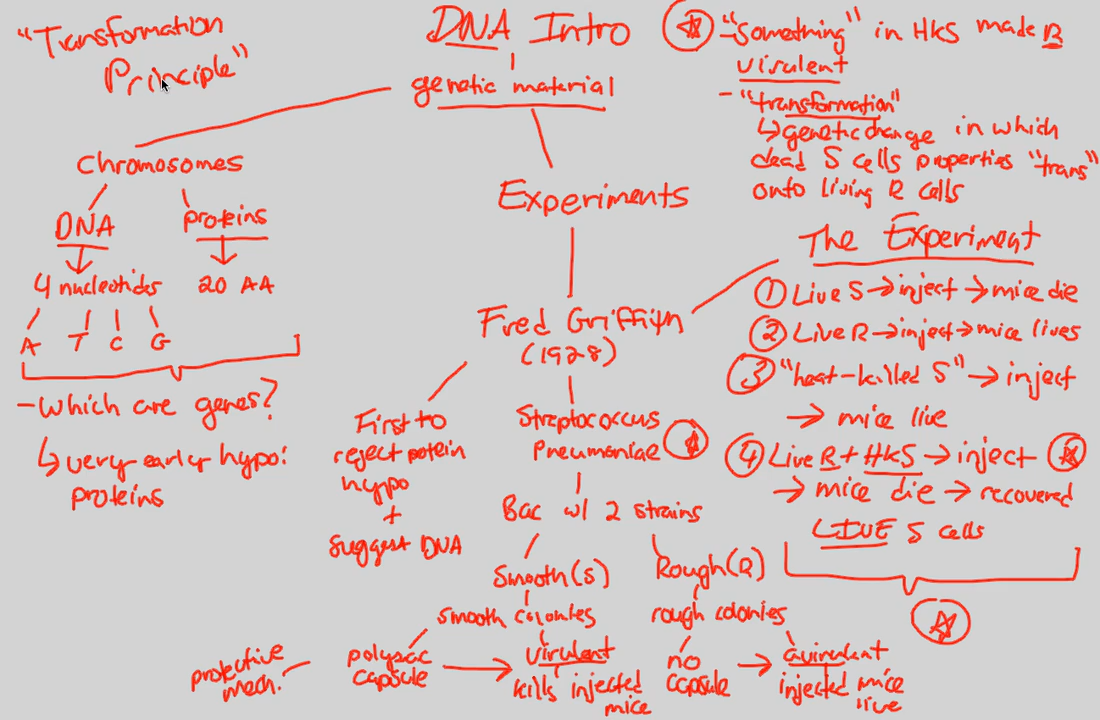 "Transformation
Principle"
DNA Intro
genetic material
Chromosomes
DNA
proteins
4 nucleotides
20 AA
A T C G
- Which are genes?
↳ very early hypo:
proteins
Experiments
Fred Griffith
(1928)
First to
reject protein
hypo
+
suggest DNA
Streptococcus
Pneumoniae
Bac w/ 2 strains
Smooth(S)
Rough(R)
smooth colonies
rough colonies
protective
mech.
polysac
capsule
→ virulent
kills injected
mice
no
capsule
→ avirulent
injected mice
live
- "Something" in HKS made R
virulent
- "transformation"
↳ genetic change in which
dead S cells properties "trans"
onto living R cells
The Experiment
① Live S → inject → mice die
② Live R → inject → mice lives
③ "heat-killed S" → inject
→ mice live
④ Live R + HKS → inject
→ mice die → recovered
LIVE S cells